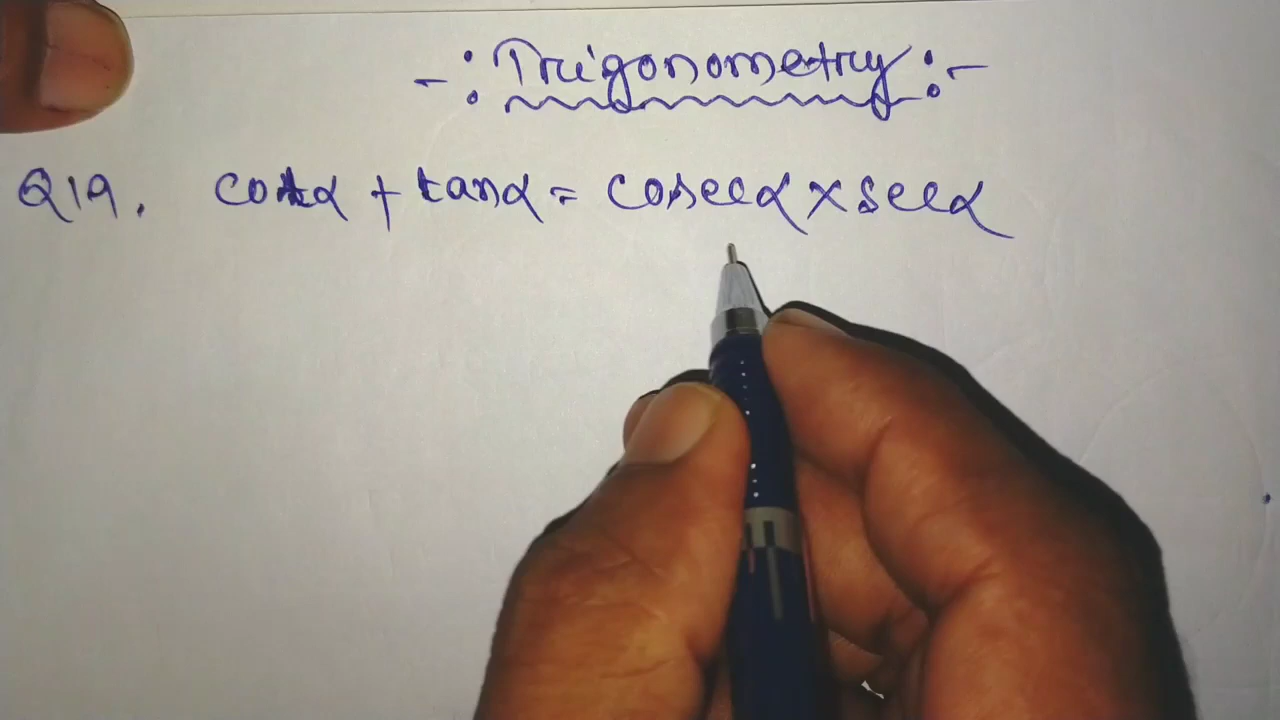 -: Trigonometry :-
Q19. cotα + tanα = cosecα × secα